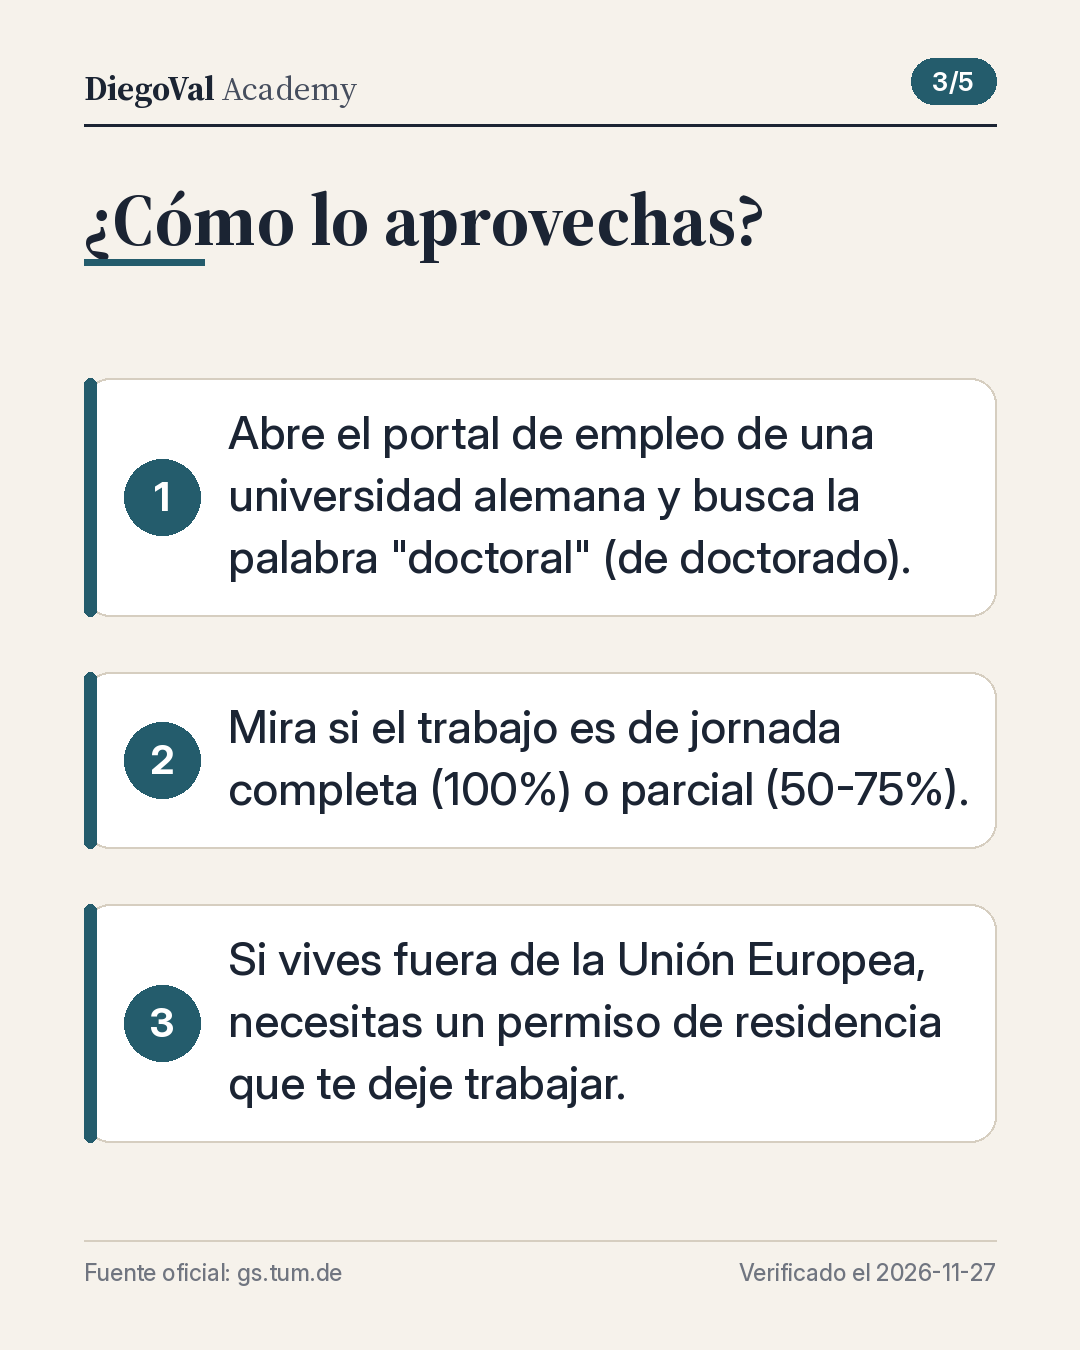 DiegoVal Academy
3/5
¿Cómo lo aprovechas?
1
Abre el portal de empleo de una
universidad alemana y busca la
palabra "doctoral" (de doctorado).
2
Mira si el trabajo es de jornada
completa (100%) o parcial (50-75%).
3
Si vives fuera de la Unión Europea,
necesitas un permiso de residencia
que te deje trabajar.
Fuente oficial: gs.tum.de
Verificado el 2026-11-27